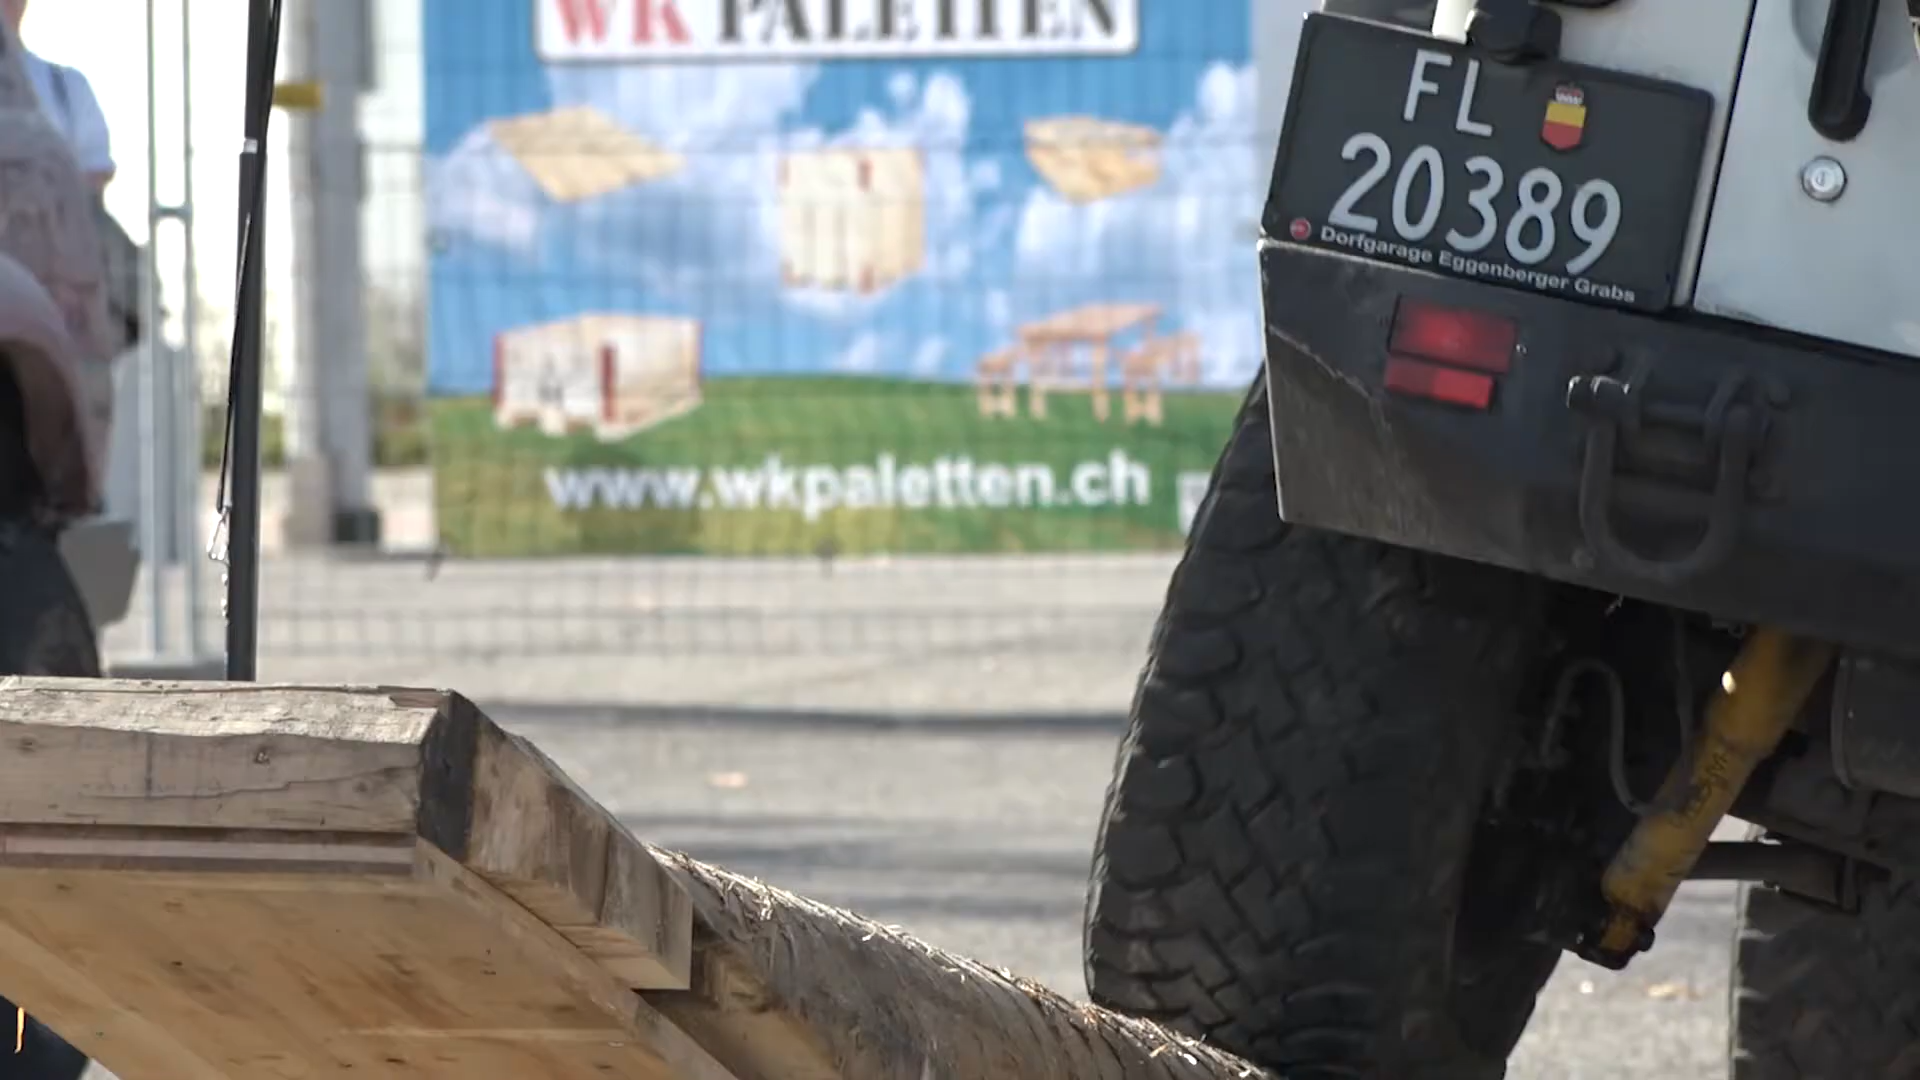 WK PALETTEN
www.wkpaletten.ch
FL
20389
Dorfgarage Eggenberger Grabs